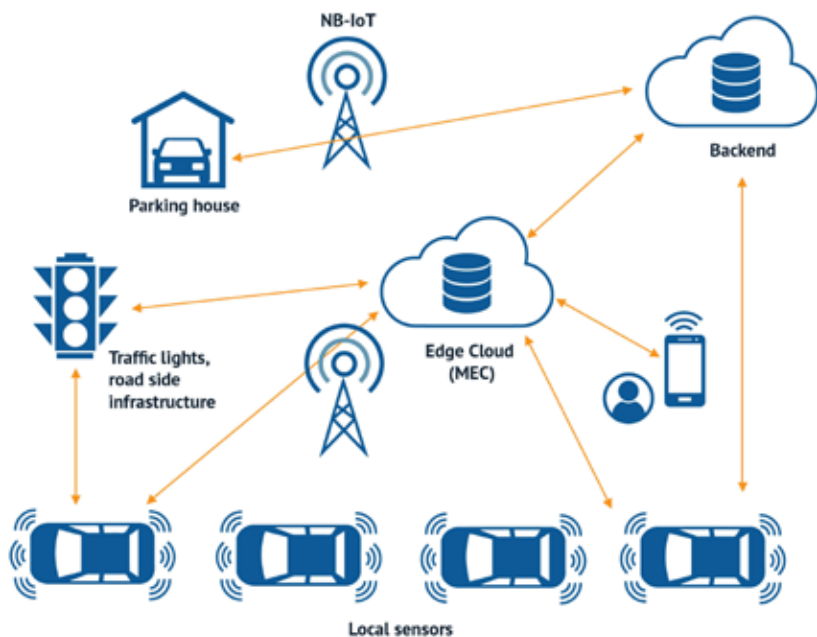 NB-IoT
Backend
Parking house
Edge Cloud
(MEC)
Traffic lights,
road side
infrastructure
Local sensors